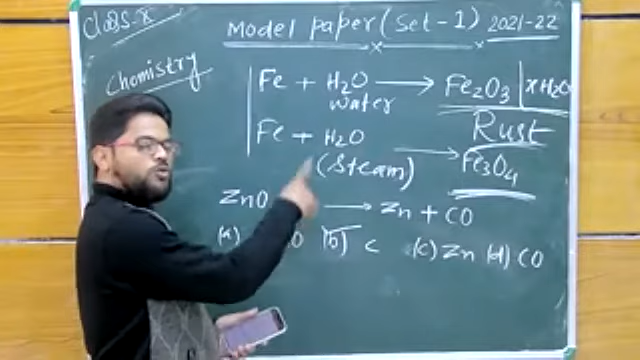 Class-X
Model paper (Set-1) 2021-22
Chemistry
Fe + H2O → Fe2O3 | xH2O
water
Rust
Fe + H2O → Fe3O4
(Steam)
ZnO → Zn + CO
(a) (b) C (c) Zn (d) CO